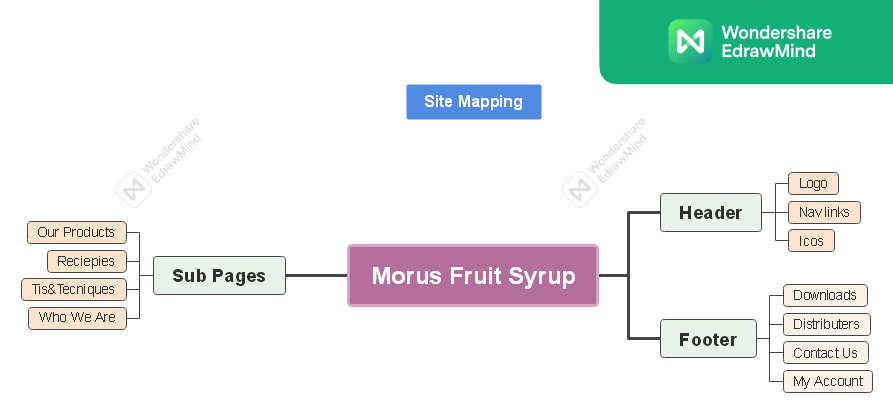 Wondershare
EdrawMind
Site Mapping
Wondershare
EdrawMind
Wondershare
EdrawMind
Morus Fruit Syrup
Header
Logo
Nav links
Icos
Footer
Downloads
Distributers
Contact Us
My Account
Sub Pages
Our Products
Reciepies
Tis&Tecniques
Who We Are